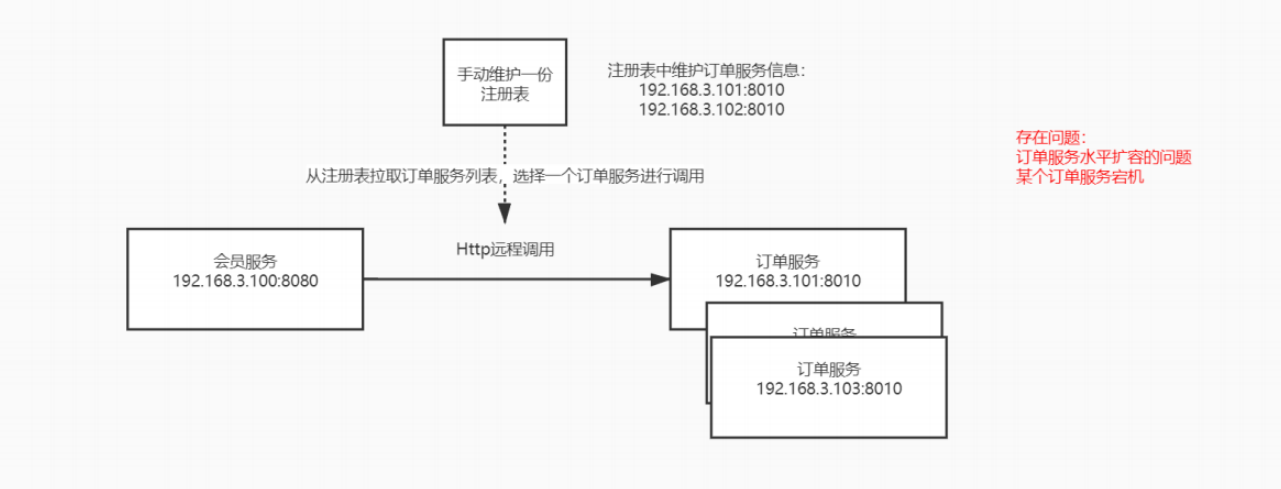 手动维护一份
注册表
注册表中维护订单服务信息：
192.168.3.101:8010
192.168.3.102:8010
存在问题：
订单服务水平扩容的问题
某个订单服务宕机
从注册表拉取订单服务列表，选择一个订单服务进行调用
Http远程调用
会员服务
192.168.3.100:8080
订单服务
192.168.3.101:8010
订单服务
订单服务
192.168.3.103:8010